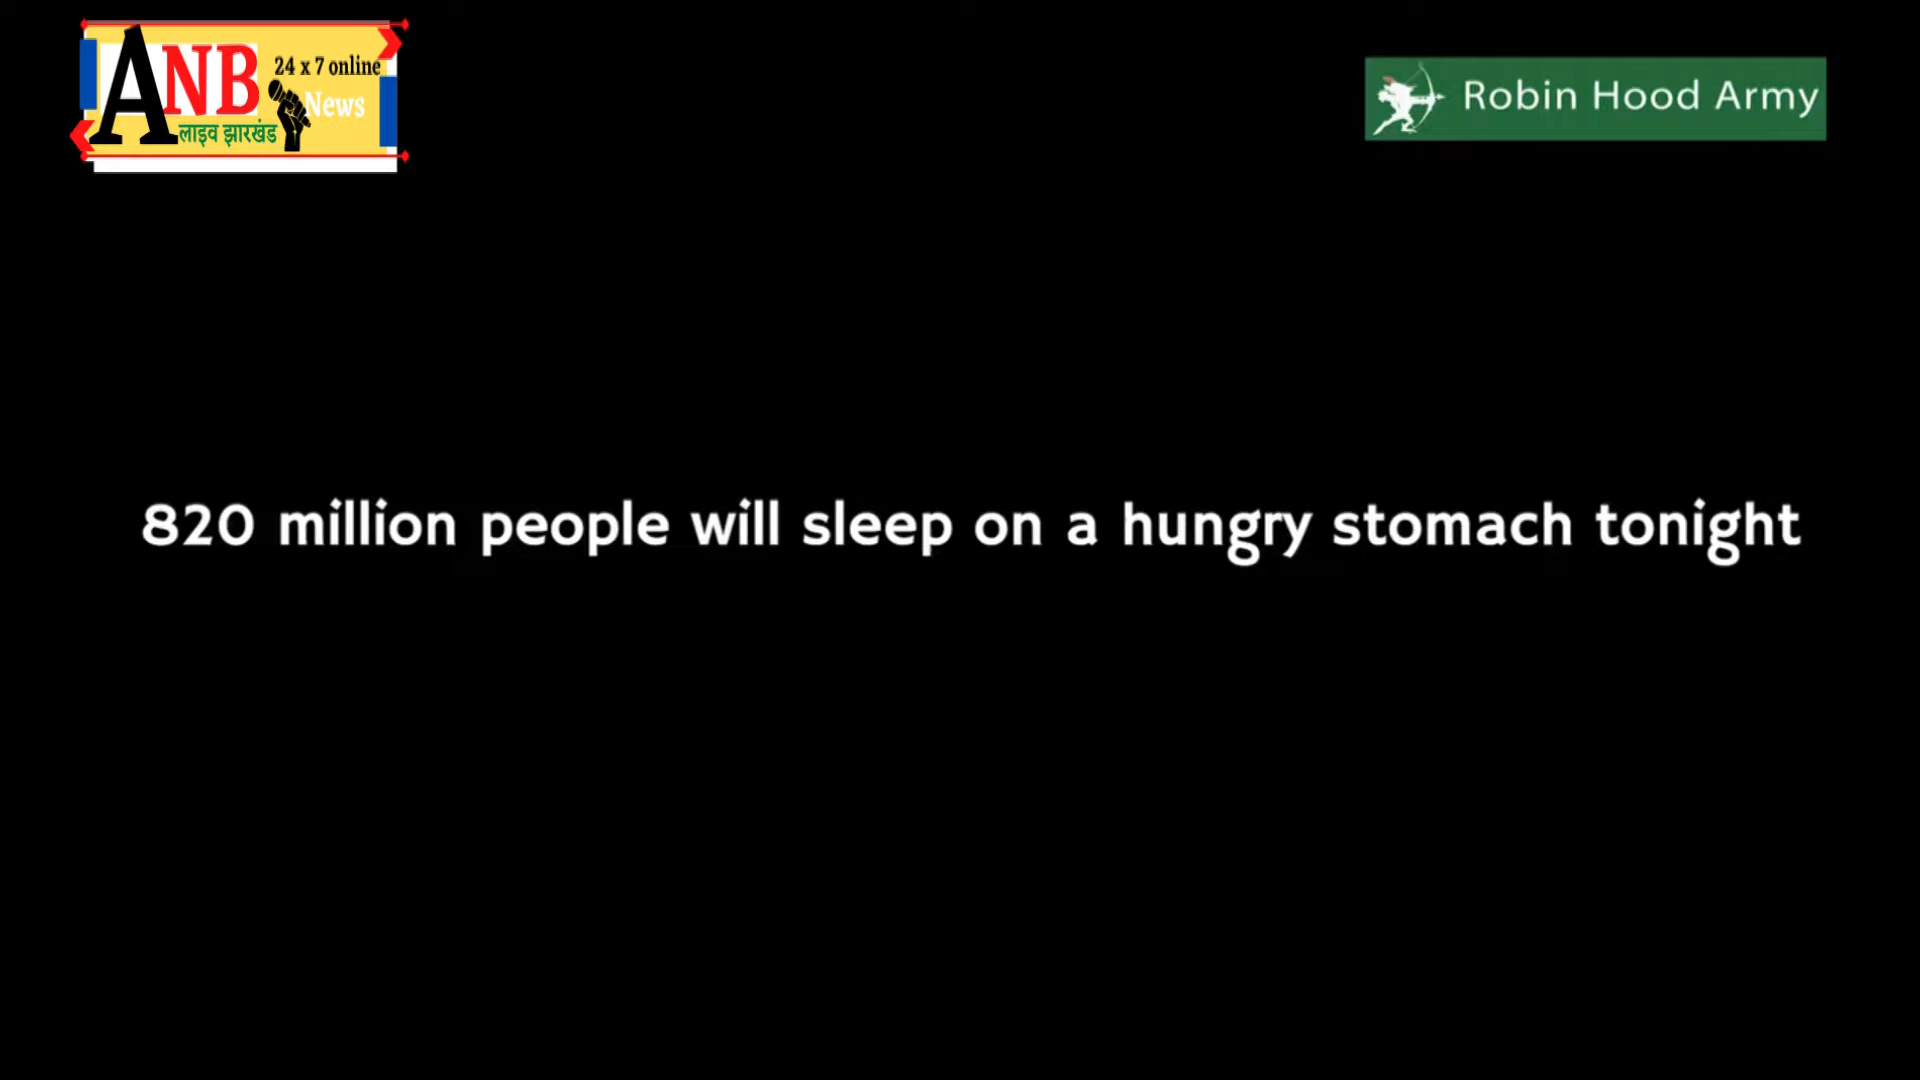 ANB
24 x 7 online
News
लाइव झारखंड
Robin Hood Army
820 million people will sleep on a hungry stomach tonight